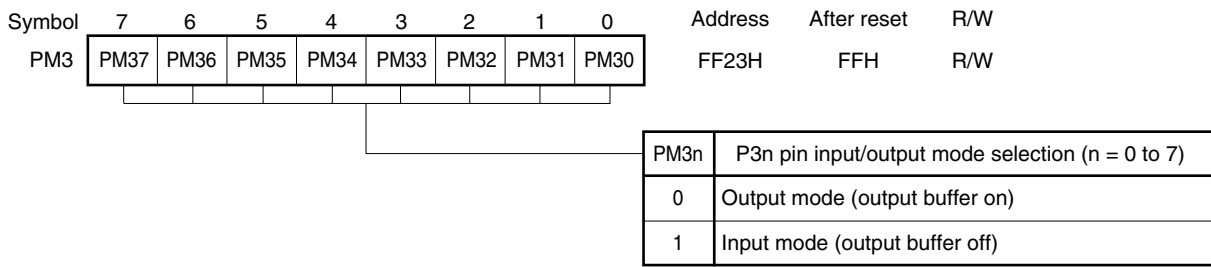 Symbol 7 6 5 4 3 2 1 0 Address After reset R/W
PM3 PM37 PM36 PM35 PM34 PM33 PM32 PM31 PM30 FF23H FFH R/W
PM3n P3n pin input/output mode selection (n = 0 to 7)
0 Output mode (output buffer on)
1 Input mode (output buffer off)